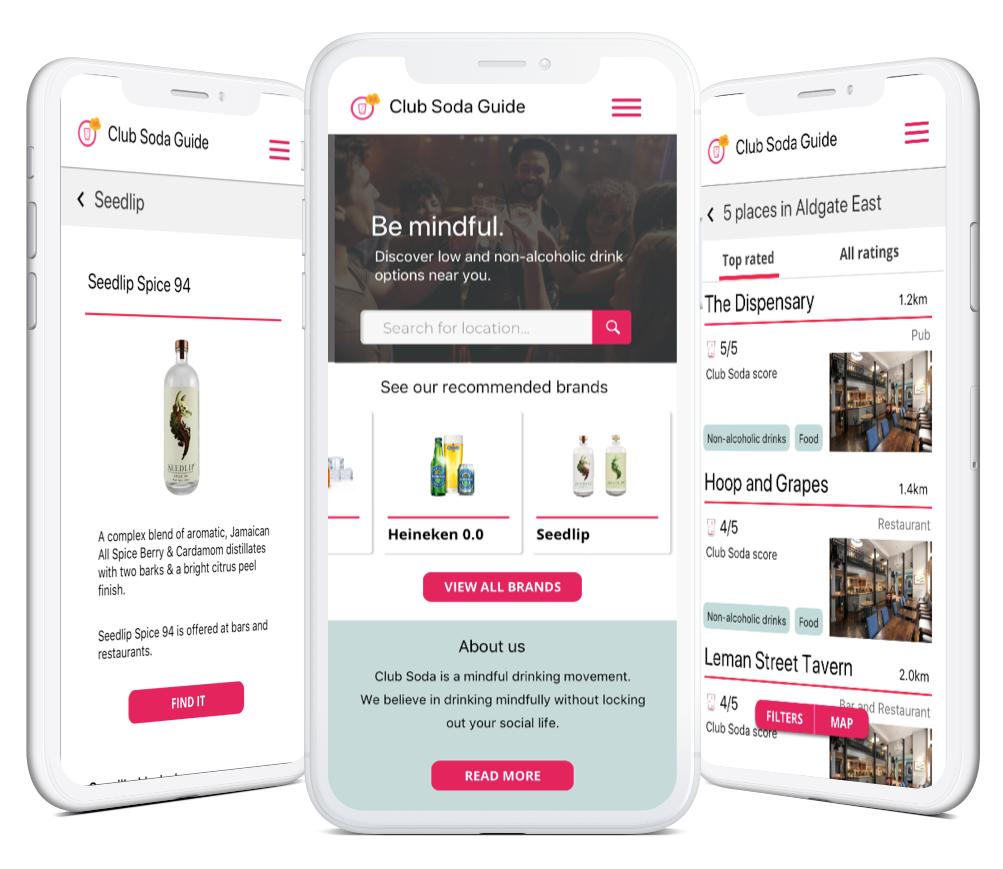 Club Soda Guide
Seedlip
Seedlip Spice 94
SEEDLIP
A complex blend of aromatic, Jamaican
All Spice Berry & Cardamom distillates
with two barks & a bright citrus peel
finish.
Seedlip Spice 94 is offered at bars and
restaurants.
FIND IT
Club Soda Guide
Be mindful.
Discover low and non-alcoholic drink
options near you.
Search for location...
See our recommended brands
Heineken 0.0
Seedlip
VIEW ALL BRANDS
About us
Club Soda is a mindful drinking movement.
We believe in drinking mindfully without locking
out your social life.
READ MORE
Club Soda Guide
5 places in Aldgate East
Top rated
All ratings
The Dispensary
1.2km
Pub
5/5
Club Soda score
Non-alcoholic drinks
Food
Hoop and Grapes
1.4km
Restaurant
4/5
Club Soda score
Non-alcoholic drinks
Food
Leman Street Tavern
2.0km
Bar and Restaurant
4/5
Club Soda score
FILTERS
MAP